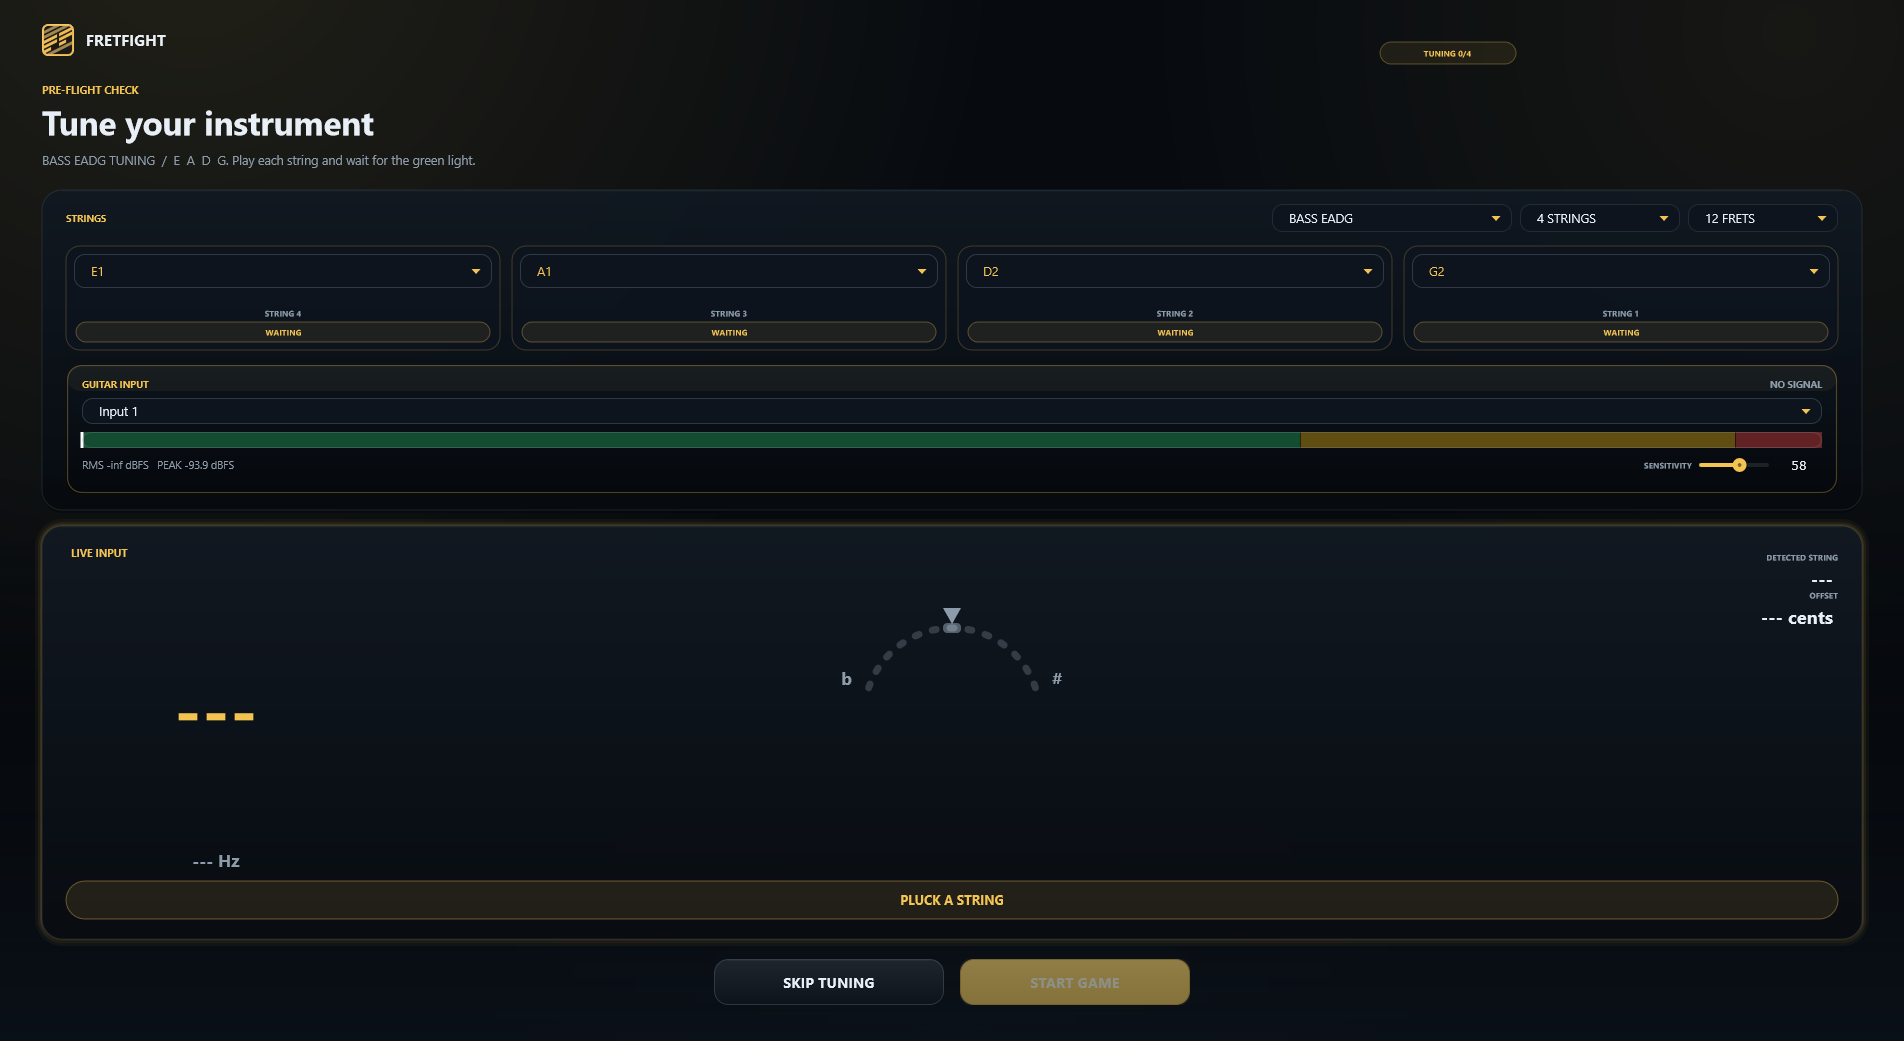 FRETFIGHT
TUNING 0/4
PRE-FLIGHT CHECK
Tune your instrument
BASS EADG TUNING / E A D G. Play each string and wait for the green light.
STRINGS
BASS EADG
4 STRINGS
12 FRETS
E1
A1
D2
G2
STRING 4
STRING 3
STRING 2
STRING 1
WAITING
WAITING
WAITING
WAITING
GUITAR INPUT
NO SIGNAL
Input 1
RMS -inf dBFS PEAK -93.9 dBFS
SENSITIVITY
58
LIVE INPUT
DETECTED STRING
---
OFFSET
--- cents
b
#
---
--- Hz
PLUCK A STRING
SKIP TUNING
START GAME